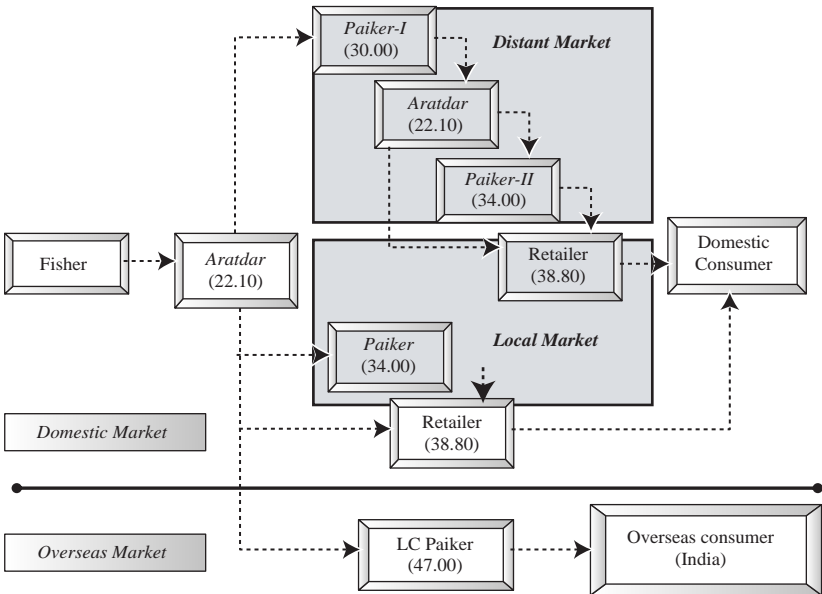 Paiker-I
(30.00)
Distant Market
Aratdar
(22.10)
Paiker-II
(34.00)
Fisher
Aratdar
(22.10)
Retailer
(38.80)
Domestic
Consumer
Paiker
(34.00)
Local Market
Domestic Market
Retailer
(38.80)
Overseas Market
LC Paiker
(47.00)
Overseas consumer
(India)